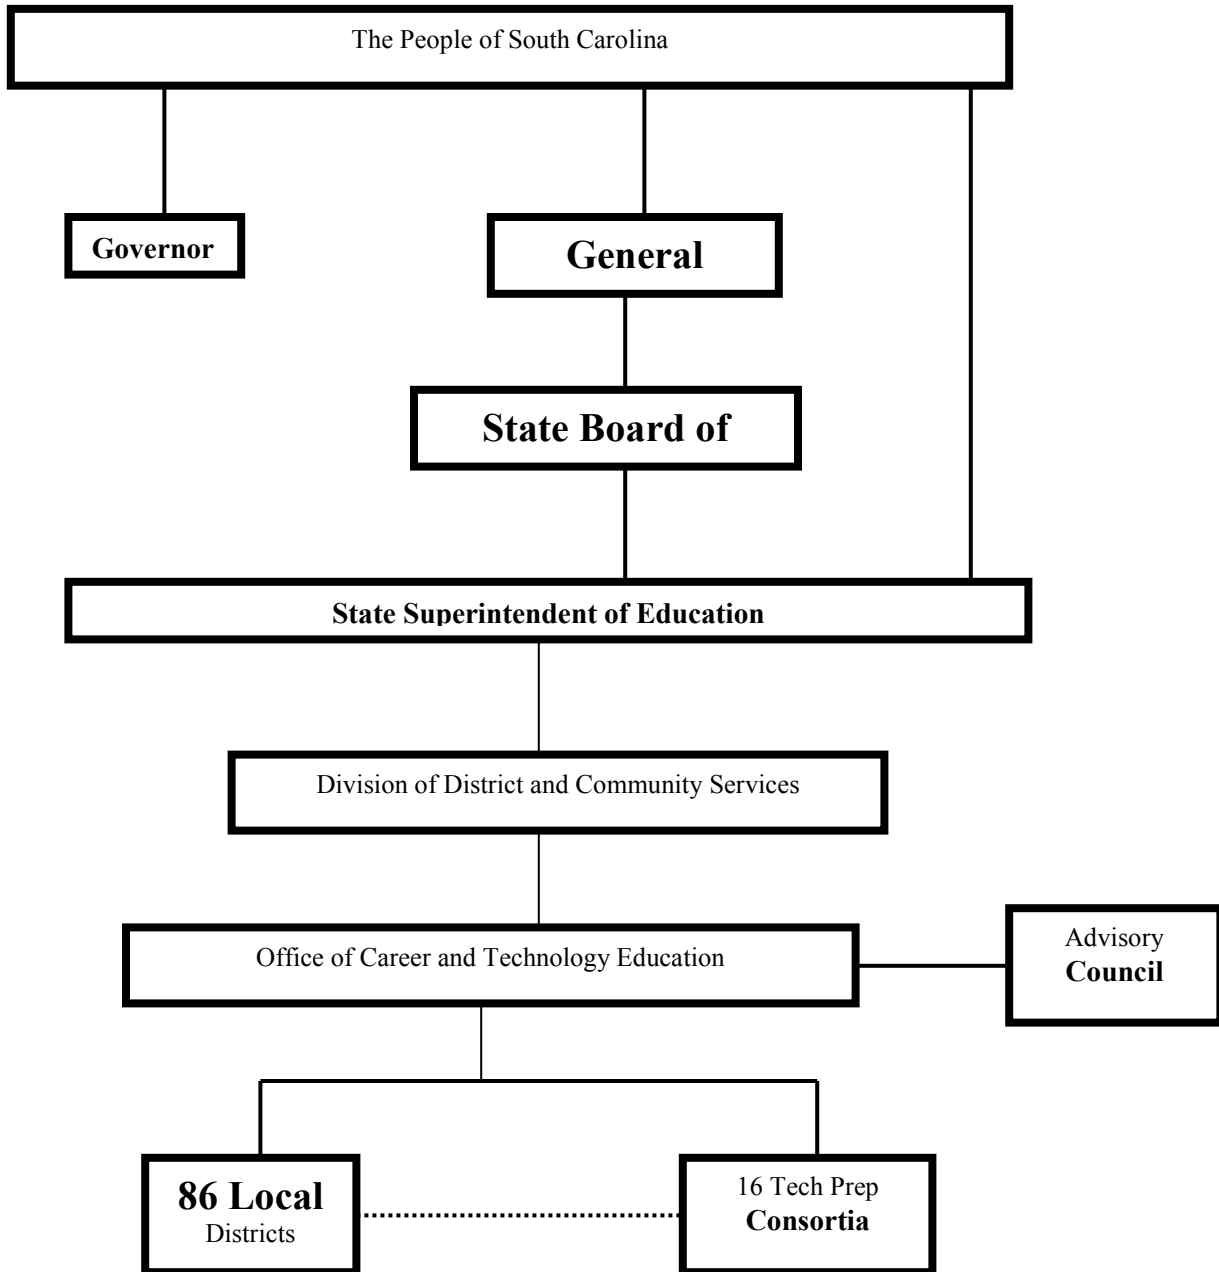 The People of South Carolina
Governor
General
State Board of
State Superintendent of Education
Division of District and Community Services
Office of Career and Technology Education
Advisory
Council
86 Local
Districts
16 Tech Prep
Consortia